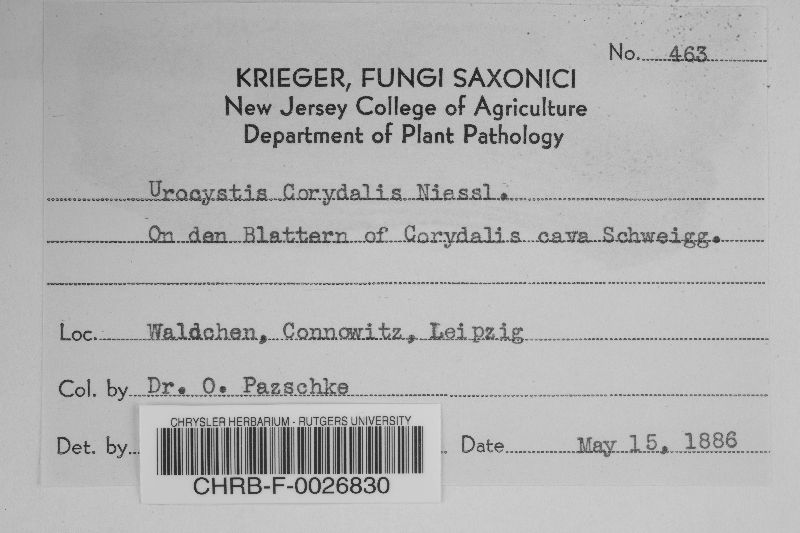 No. 463
KRIEGER, FUNGI SAXONICI
New Jersey College of Agriculture
Department of Plant Pathology
Urocystis Corydalis Niessl.
On den Blattern of Corydalis cava Schweigg.
Loc. Waldchen, Connowitz, Leipzig
Col. by Dr. O. Pazschke
Det. by
CHRYSLER HERBARIUM - RUTGERS UNIVERSITY
CHRB-F-0026830
Date May 15, 1886